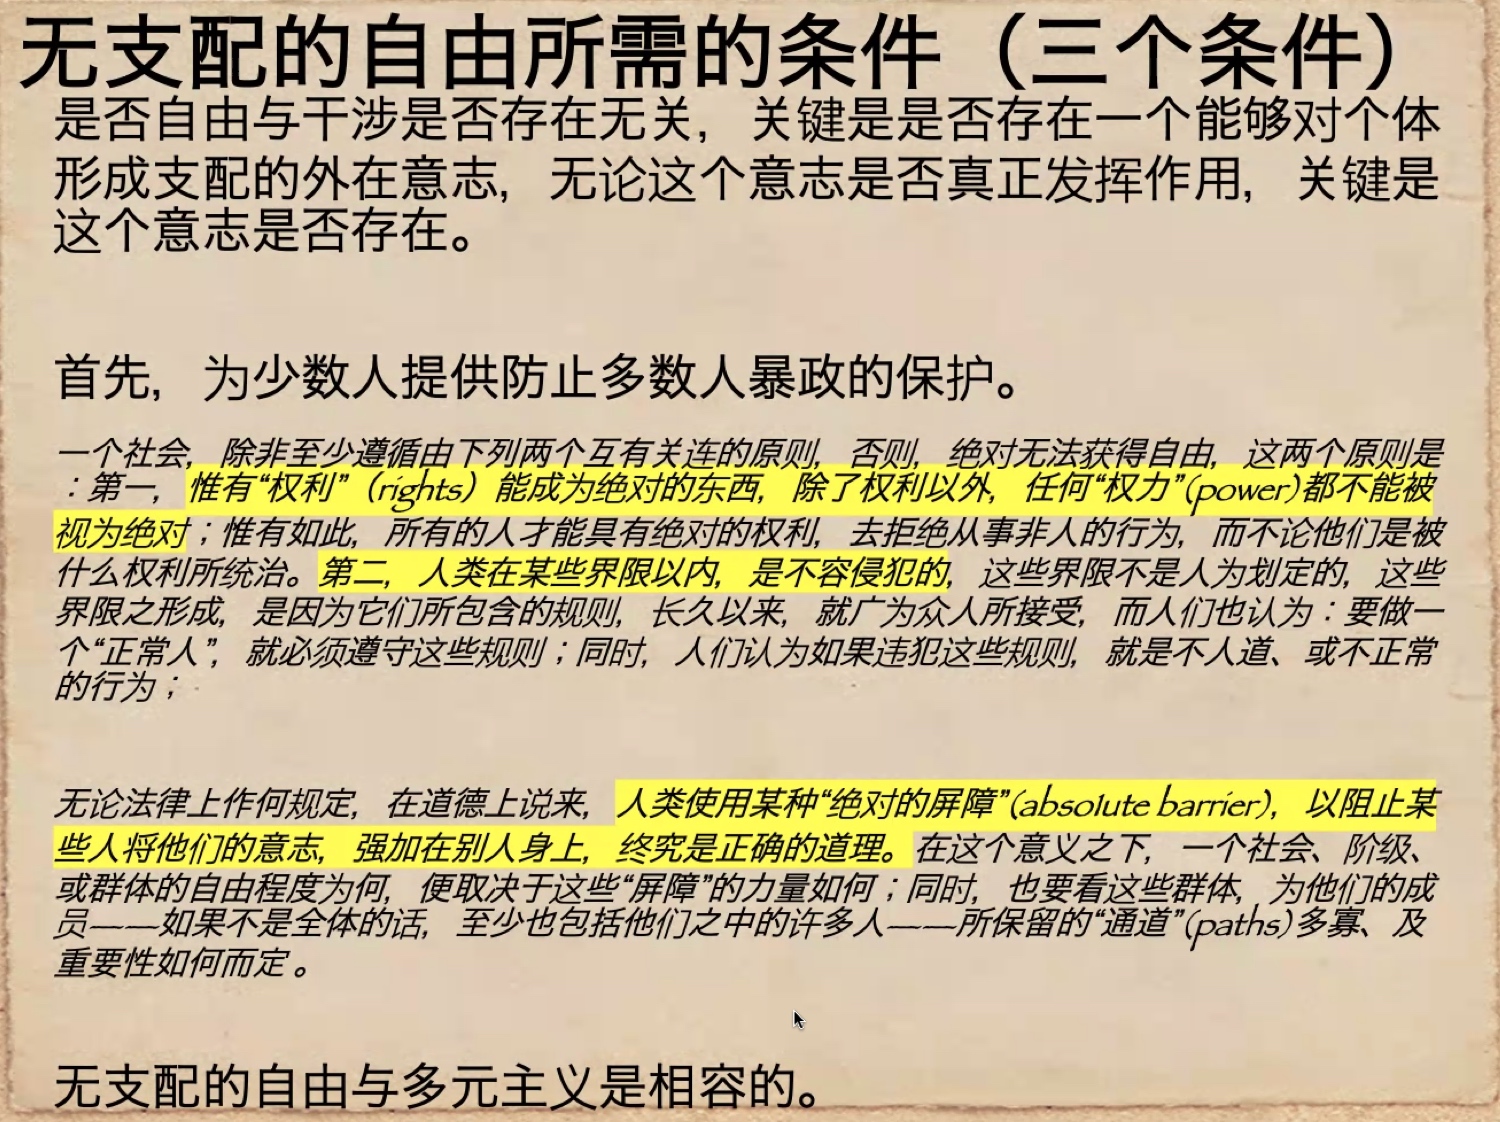 无支配的自由所需的条件（三个条件）
是否自由与干涉是否存在无关，关键是是否存在一个能够对个体
形成支配的外在意志，无论这个意志是否真正发挥作用，关键是
这个意志是否存在。
首先，为少数人提供防止多数人暴政的保护。
一个社会，除非至少遵循由下列两个互有关连的原则，否则，绝对无法获得自由，这两个原则是
：第一，惟有“权利”（rights）能成为绝对的东西，除了权利以外，任何“权力”(power)都不能被
视为绝对；惟有如此，所有的人才能具有绝对的权利，去拒绝从事非人的行为，而不论他们是被
什么权利所统治。第二，人类在某些界限以内，是不容侵犯的，这些界限不是人为划定的，这些
界限之形成，是因为它们所包含的规则，长久以来，就广为众人所接受，而人们也认为：要做一
个“正常人”，就必须遵守这些规则；同时，人们认为如果违犯这些规则，就是不人道、或不正常
的行为；
无论法律上作何规定，在道德上说来，人类使用某种“绝对的屏障”(absolute barrier)，以阻止某
些人将他们的意志，强加在别人身上，终究是正确的道理。在这个意义之下，一个社会、阶级、
或群体的自由程度为何，便取决于这些“屏障”的力量如何；同时，也要看这些群体，为他们的成
员——如果不是全体的话，至少也包括他们之中的许多人——所保留的“通道”(paths)多寡、及
重要性如何而定 。
无支配的自由与多元主义是相容的。